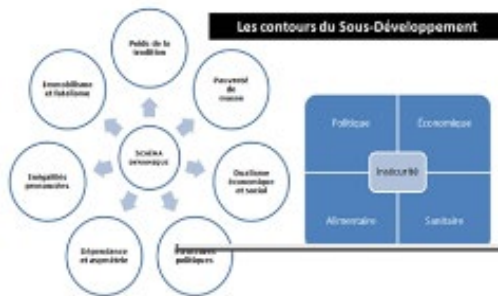 Les contours du Sous-Développement
Poids de la
tradition
Pauvreté
de
masse
Dualisme
économique
et social
Structures
politiques
Dépendance
et asymétrie
Inégalités
prononcées
Immobilisme
et fatalisme
SCHÉMA
DYNAMIQUE
Politique
Économique
Insécurité
Alimentaire
Sanitaire